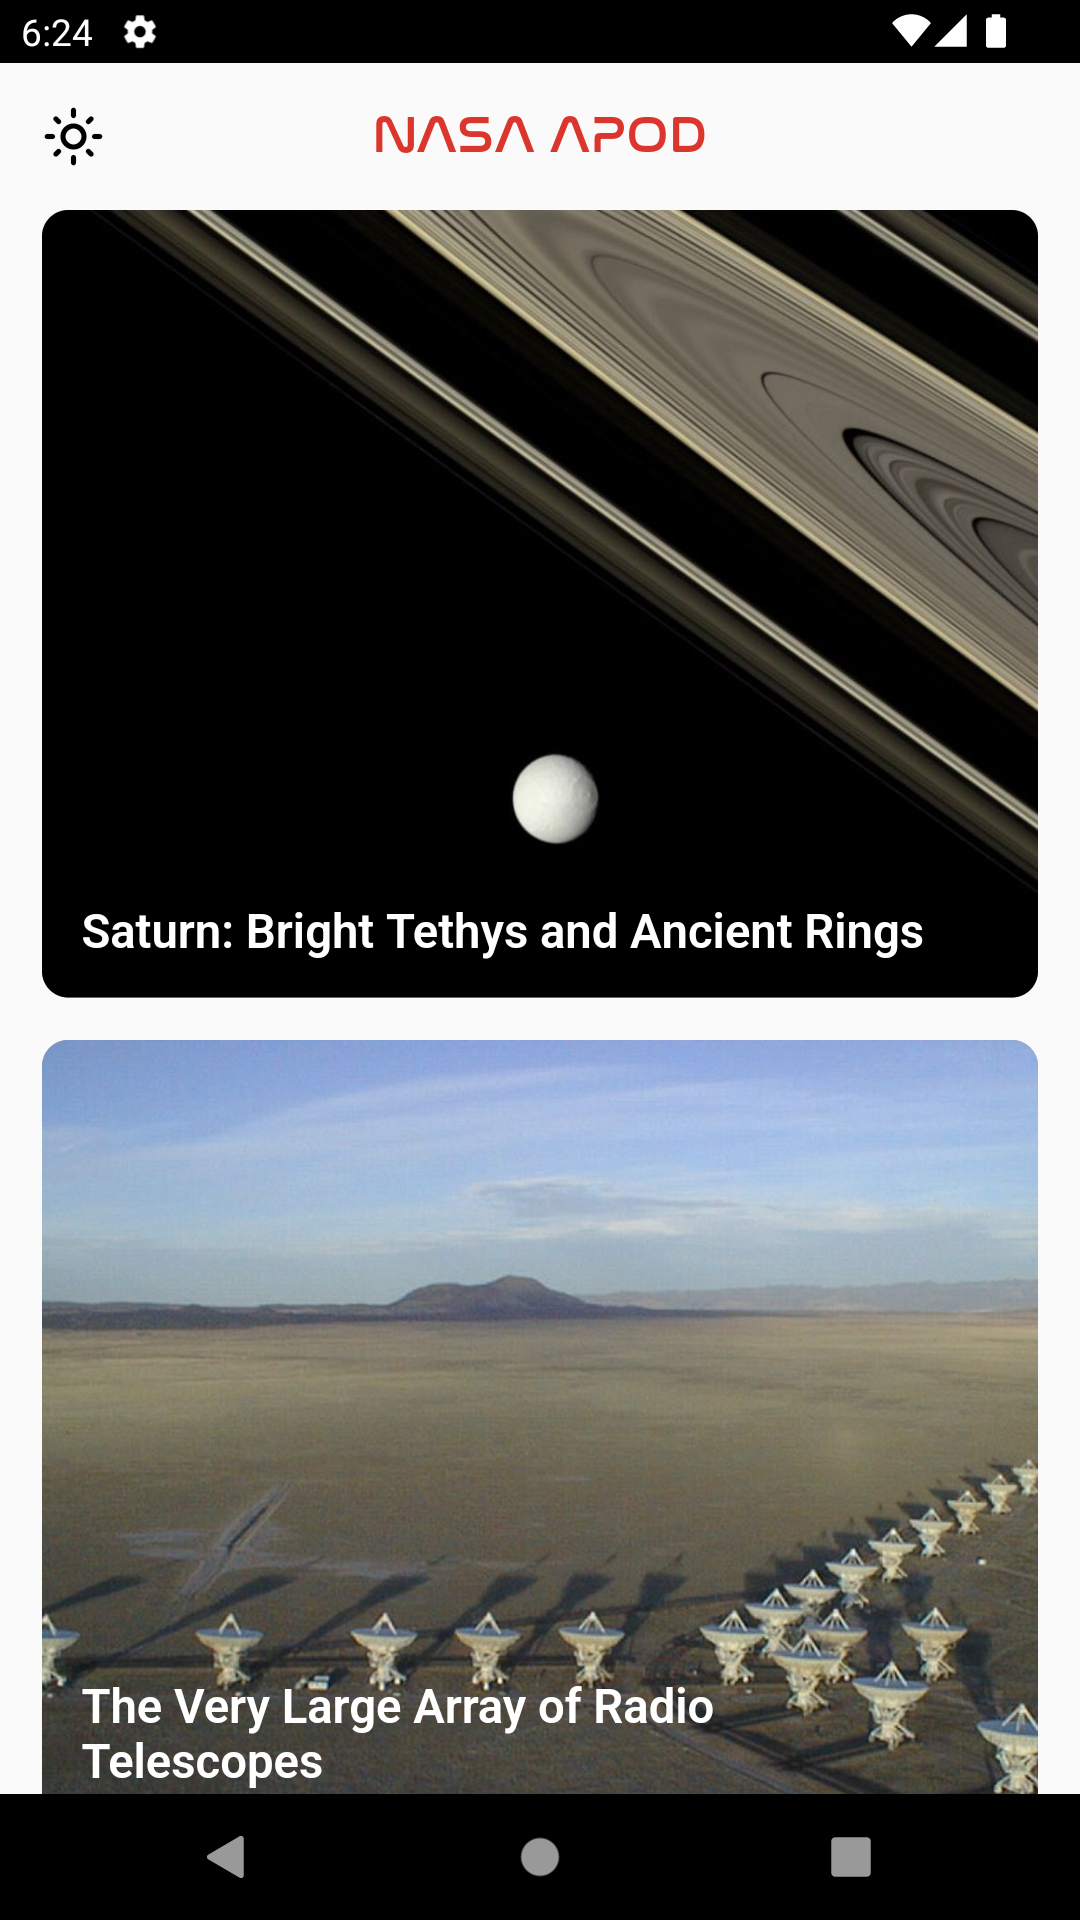 6:24
NASA APOD
Saturn: Bright Tethys and Ancient Rings
The Very Large Array of Radio
Telescopes